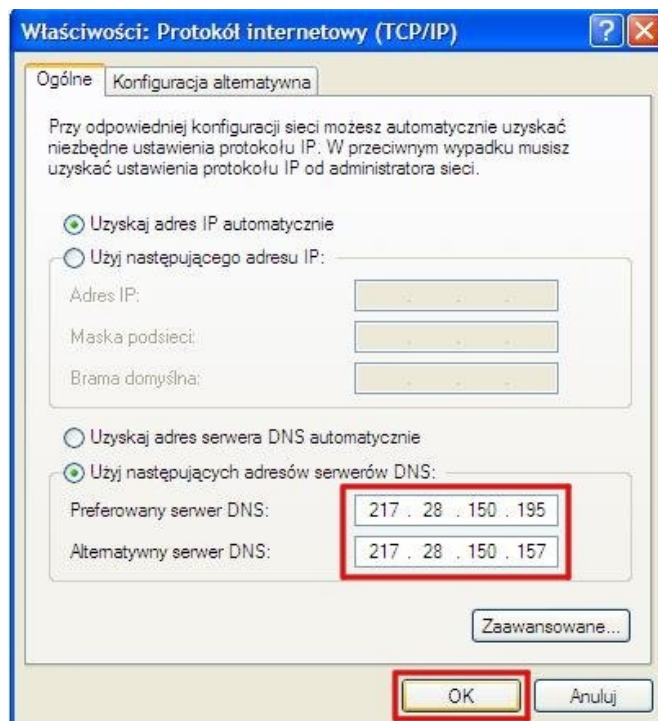 Właściwości: Protokół internetowy (TCP/IP)
Ogólne
Konfiguracja alternatywna
Przy odpowiedniej konfiguracji sieci możesz automatycznie uzyskać
niezbędne ustawienia protokołu IP. W przeciwnym wypadku musisz
uzyskać ustawienia protokołu IP od administratora sieci.
Uzyskaj adres IP automatycznie
Użyj następującego adresu IP:
Adres IP:
Maska podsieci:
Brama domyślna:
Uzyskaj adres serwera DNS automatycznie
Użyj następujących adresów serwerów DNS:
Preferowany serwer DNS: 217 . 28 . 150 . 195
Alternatywny serwer DNS: 217 . 28 . 150 . 157
Zaawansowane...
OK
Anuluj